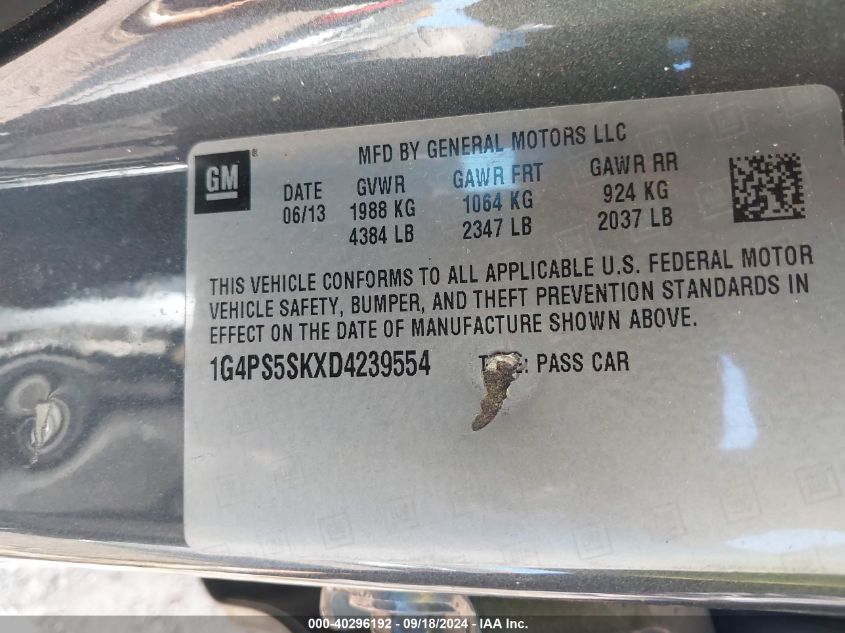 MFD BY GENERAL MOTORS LLC
GM®
DATE GVWR GAWR FRT GAWR RR
06/13 1988 KG 1064 KG 924 KG
4384 LB 2347 LB 2037 LB
THIS VEHICLE CONFORMS TO ALL APPLICABLE U.S. FEDERAL MOTOR
VEHICLE SAFETY, BUMPER, AND THEFT PREVENTION STANDARDS IN
EFFECT ON THE DATE OF MANUFACTURE SHOWN ABOVE.
1G4PS5SKXD4239554 : PASS CAR
000-40296192 - 09/18/2024 - IAA Inc.